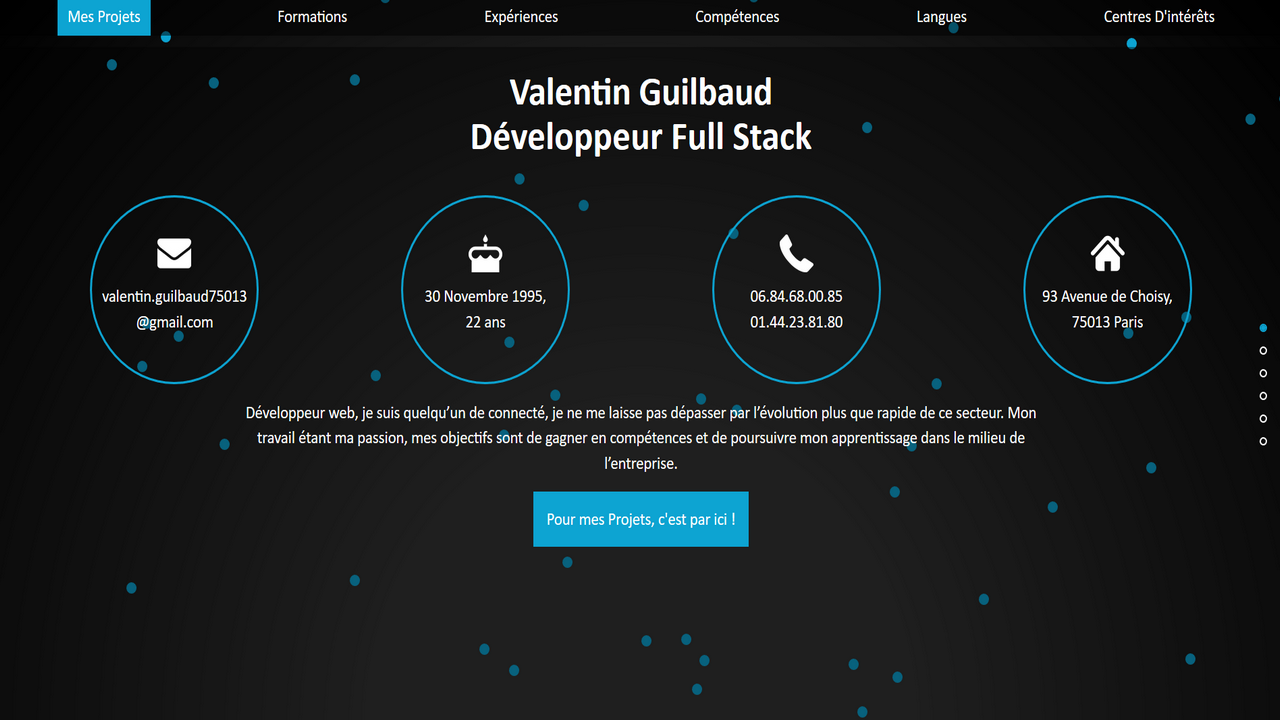 Mes Projets Formations Expériences Compétences Langues Centres D'intérêts
Valentin Guilbaud
Développeur Full Stack
valentin.guilbaud75013
@gmail.com
30 Novembre 1995,
22 ans
06.84.68.00.85
01.44.23.81.80
93 Avenue de Choisy,
75013 Paris
Développeur web, je suis quelqu’un de connecté, je ne me laisse pas dépasser par l’évolution plus que rapide de ce secteur. Mon
travail étant ma passion, mes objectifs sont de gagner en compétences et de poursuivre mon apprentissage dans le milieu de
l’entreprise.
Pour mes Projets, c'est par ici !